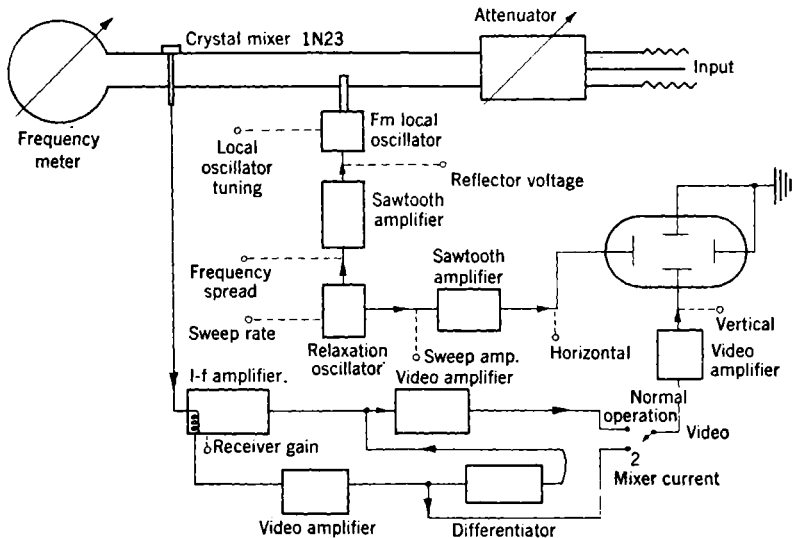 Attenuator
Crystal mixer 1N23
Input
Frequency
meter
Fm local
oscillator
Local
oscillator
tuning
Reflector voltage
Sawtooth
amplifier
Frequency
spread
Sawtooth
amplifier
Sweep rate
Relaxation
oscillator
Sweep amp.
Horizontal
Vertical
Video
amplifier
I-f amplifier.
Video amplifier
Normal
operation
Receiver gain
Video
2
Mixer current
Video amplifier
Differentiator